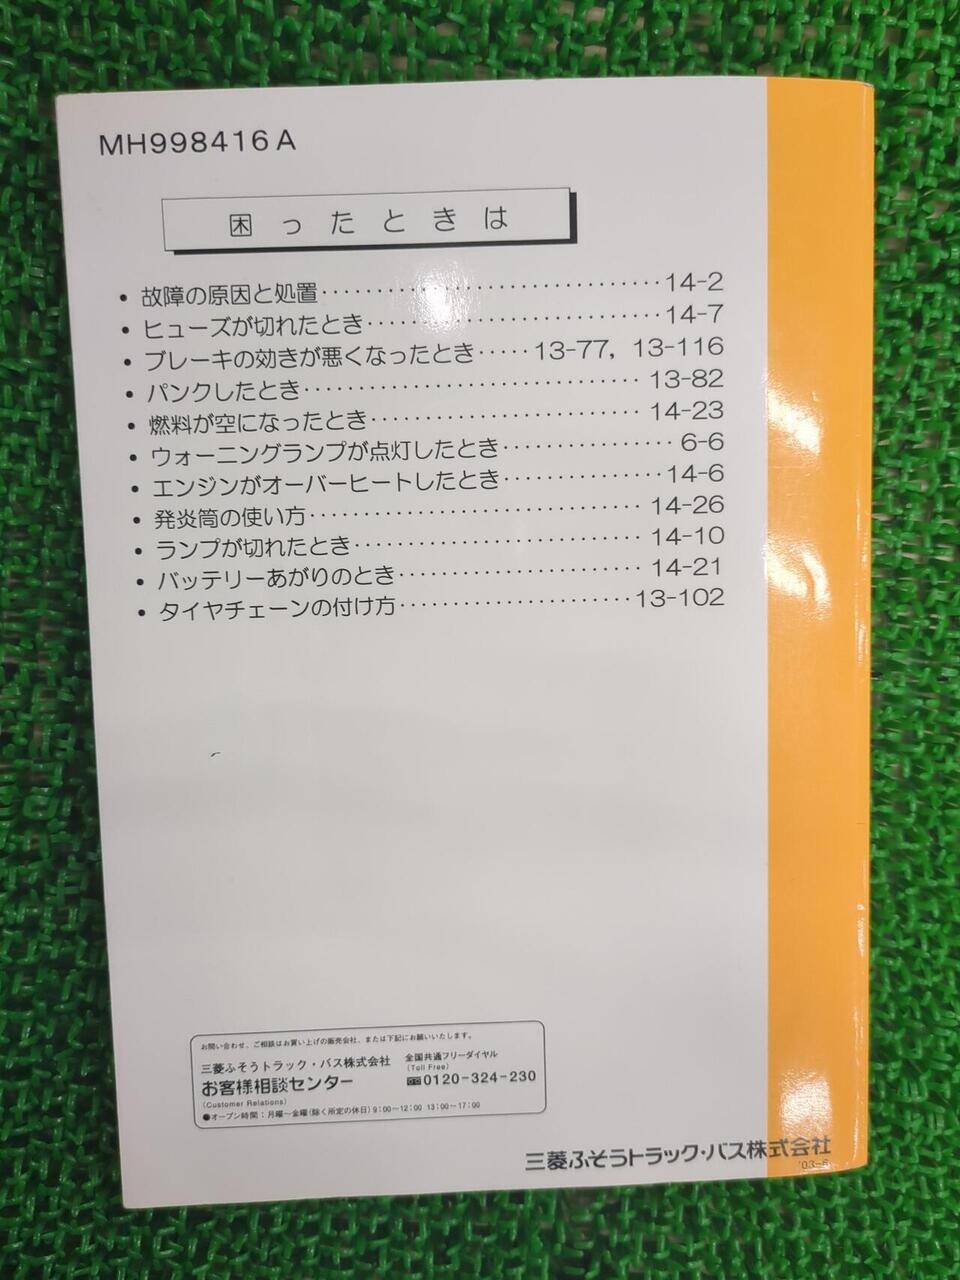 MH998416A
困ったときは
• 故障の原因と処置 14-2
• ヒューズが切れたとき 14-7
• ブレーキの効きが悪くなったとき 13-77, 13-116
• パンクしたとき 13-82
• 燃料が空になったとき 14-23
• ウォーニングランプが点灯したとき 6-6
• エンジンがオーバーヒートしたとき 14-6
• 発炎筒の使い方 14-26
• ランプが切れたとき 14-10
• バッテリーあがりのとき 14-21
• タイヤチェーンの付け方 13-102
お問い合わせ、ご相談はお買い上げの販売会社、または下記にお願いいたします。
三菱ふそうトラック・バス株式会社
お客様相談センター
(Customer Relations)
全国共通フリーダイヤル
(Toll Free)
0120-324-230
●オープン時間：月曜〜金曜(除く所定の休日) 9:00〜12:00 13:00〜17:00
三菱ふそうトラック・バス株式会社